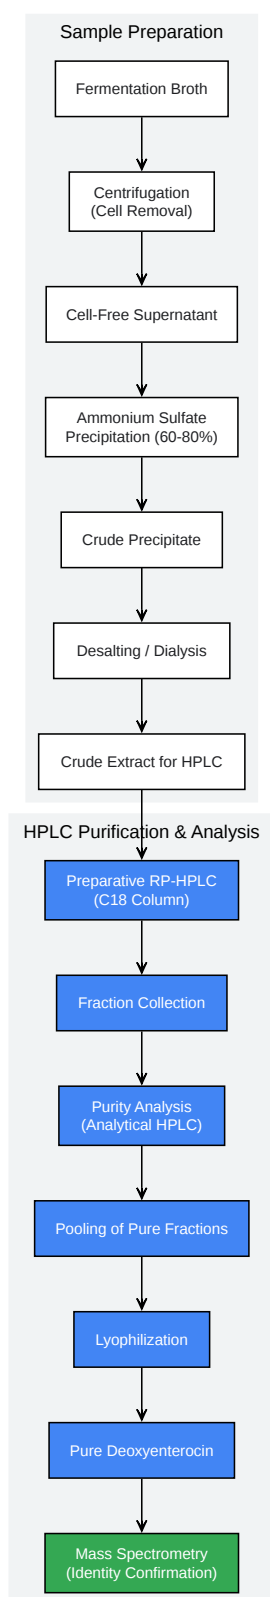 Sample Preparation
Fermentation Broth
Centrifugation
(Cell Removal)
Cell-Free Supernatant
Ammonium Sulfate
Precipitation (60-80%)
Crude Precipitate
Desalting / Dialysis
Crude Extract for HPLC
HPLC Purification & Analysis
Preparative RP-HPLC
(C18 Column)
Fraction Collection
Purity Analysis
(Analytical HPLC)
Pooling of Pure Fractions
Lyophilization
Pure Deoxyenterocin
Mass Spectrometry
(Identity Confirmation)